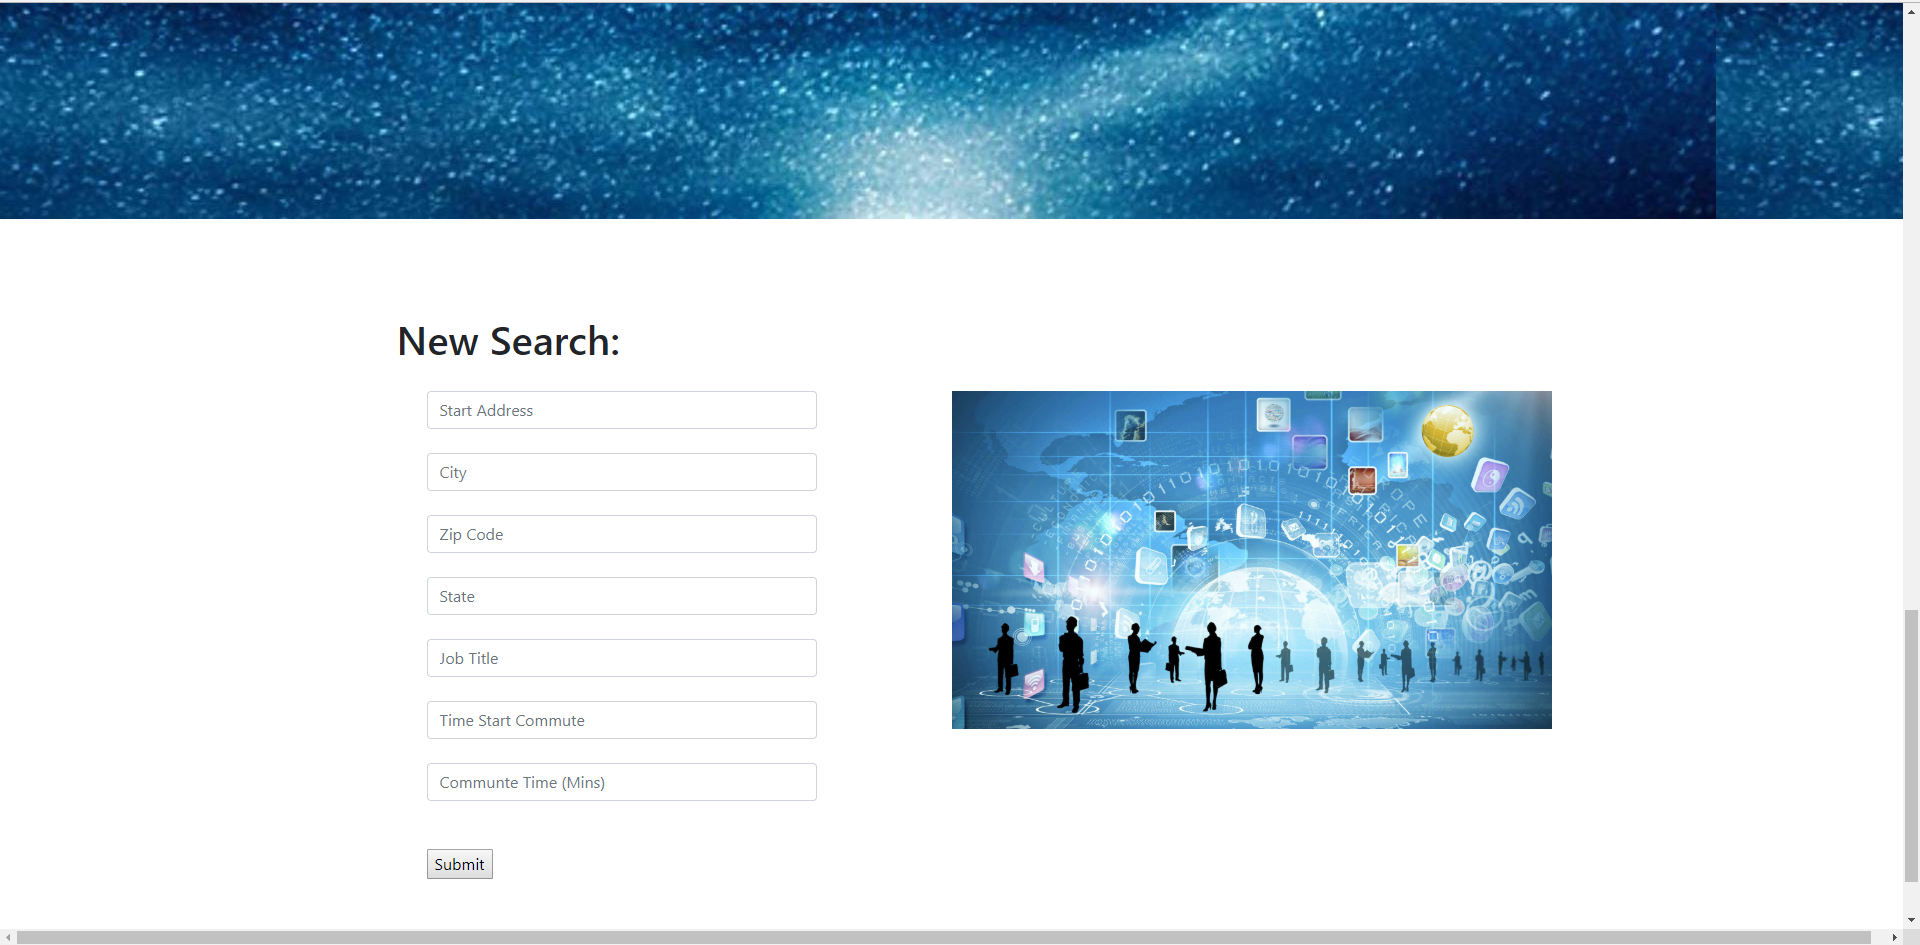 New Search:
Start Address
City
Zip Code
State
Job Title
Time Start Commute
Communte Time (Mins)
Submit